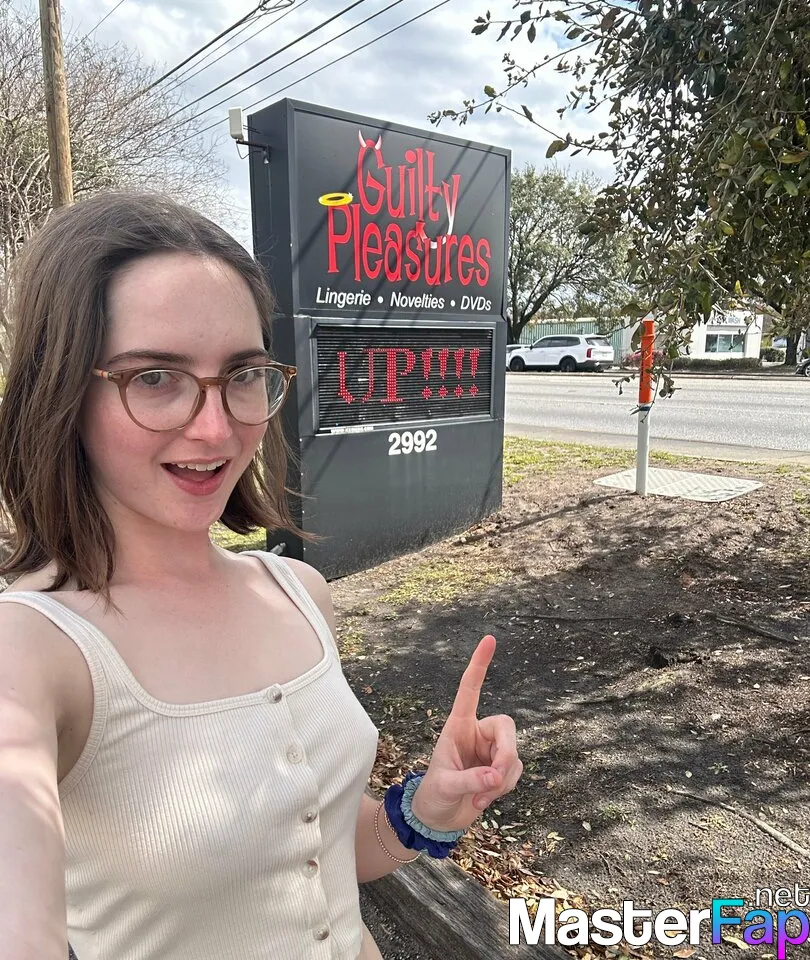 Guilty
Pleasures
Lingerie • Novelties • DVDs
UP!!!!
2992
.net
MasterFap